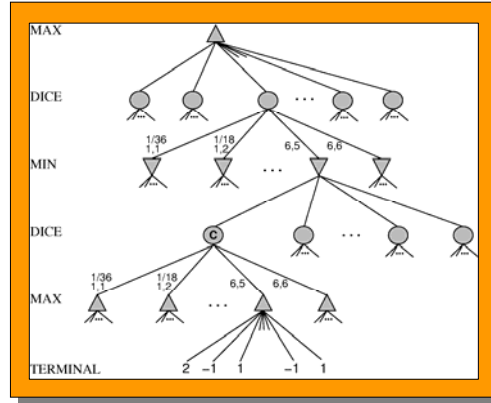 MAX
DICE
1/36
1,1
1/18
1,2
...
6,5
6,6
MIN
DICE
C
1/36
1,1
1/18
1,2
...
6,5
6,6
MAX
TERMINAL
2 −1 1 −1 1